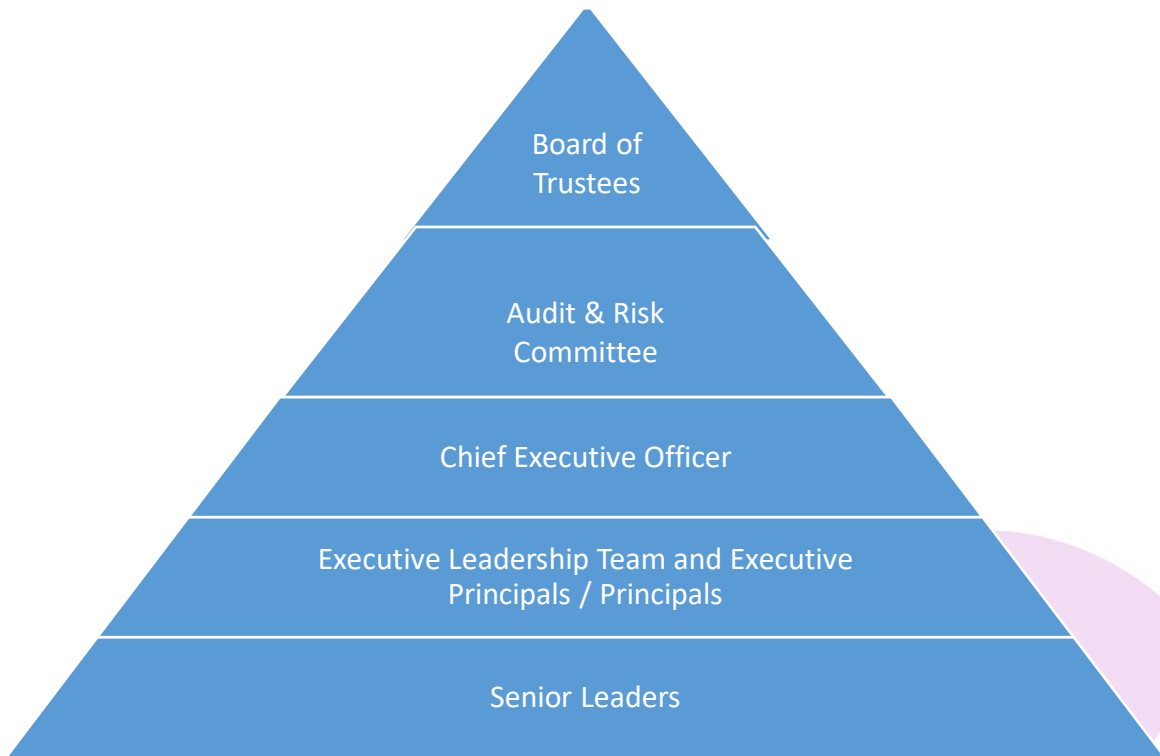 Board of
Trustees
Audit & Risk
Committee
Chief Executive Officer
Executive Leadership Team and Executive
Principals / Principals
Senior Leaders